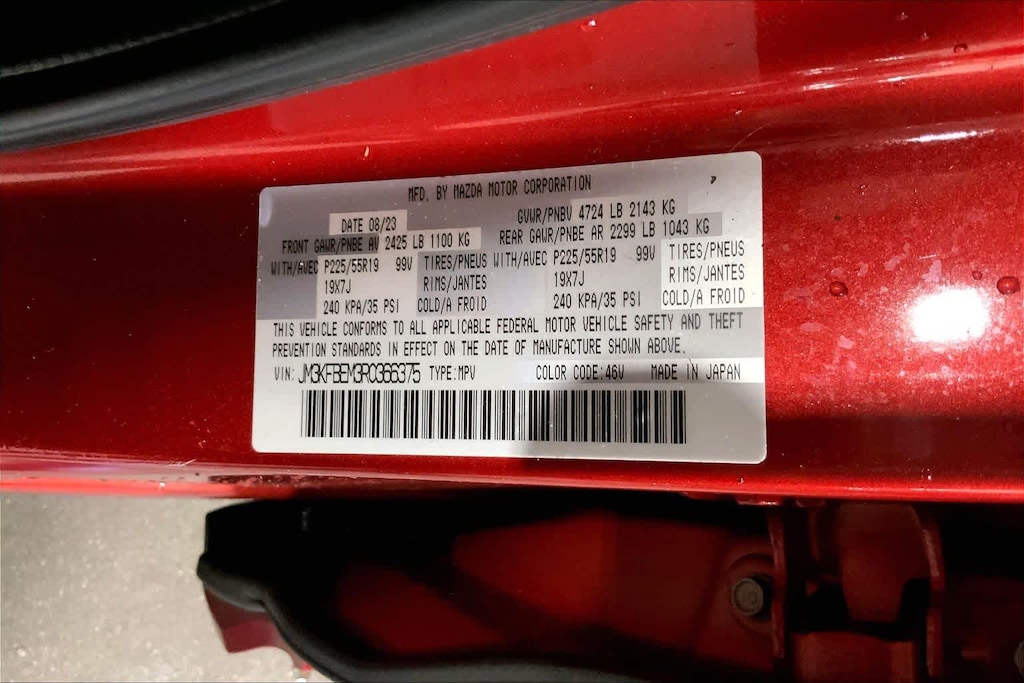 MFD. BY MAZDA MOTOR CORPORATION
DATE 08/23 GVWR/PNBV 4724 LB 2143 KG
FRONT GAWR/PNBE AV 2425 LB 1100 KG REAR GAWR/PNBE AR 2299 LB 1043 KG
WITH/AVEC P225/55R19 99V TIRES/PNEUS WITH/AVEC P225/55R19 99V TIRES/PNEUS
19X7J RIMS/JANTES 19X7J RIMS/JANTES
240 KPA/35 PSI COLD/A FROID 240 KPA/35 PSI COLD/A FROID
THIS VEHICLE CONFORMS TO ALL APPLICABLE FEDERAL MOTOR VEHICLE SAFETY AND THEFT
PREVENTION STANDARDS IN EFFECT ON THE DATE OF MANUFACTURE SHOWN ABOVE.
VIN: JM3KFBEM3R0366375 TYPE:MPV COLOR CODE:46V MADE IN JAPAN